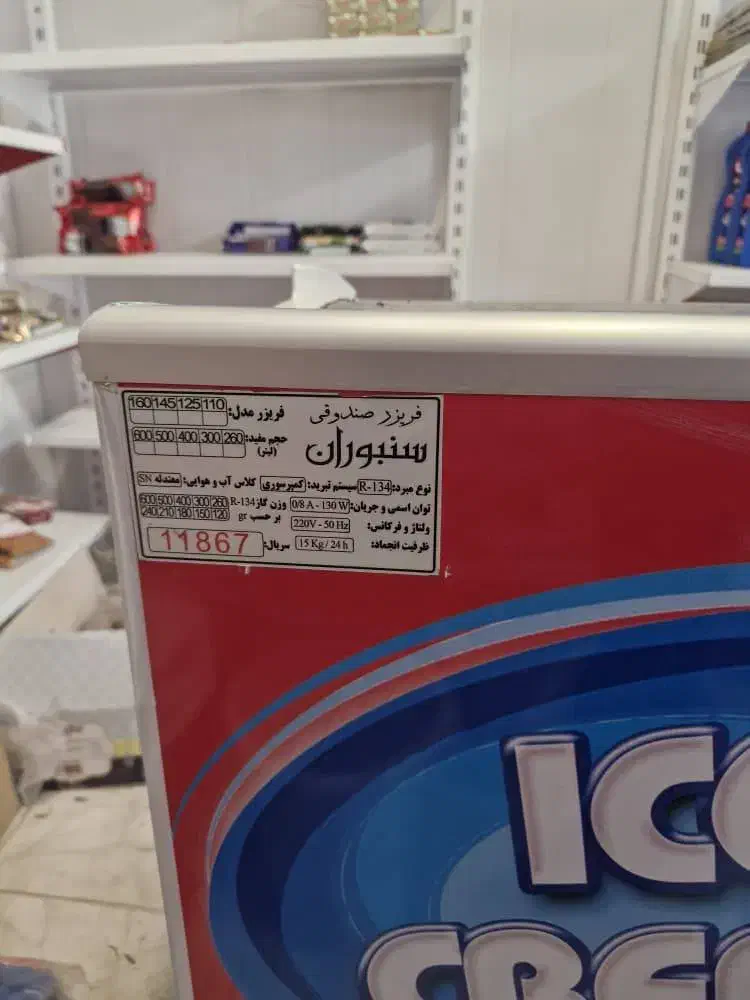 فریزر صندوقی
سنبوران
فریزر مدل: 160 145 125 110
حجم مفید: 600 500 400 300 260
(لیتر)
نوع مبرد: R-134 سیستم تبرید: کمپرسوری کلاس آب و هوایی: معتدله SN
توان اسمی و جریان: 0/8 A - 130 W وزن گاز R-134 600 500 400 300 260
ولتاژ و فرکانس: 220V - 50 Hz بر حسب gr 240 210 180 150 120
ظرفیت انجماد: 15 Kg / 24 h سریال: 11867
IC
CRE